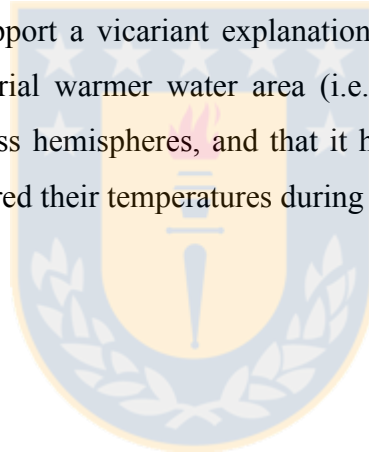 pport a vicariant explanation
rial warmer water area (i.e.
ss hemispheres, and that it h
red their temperatures during